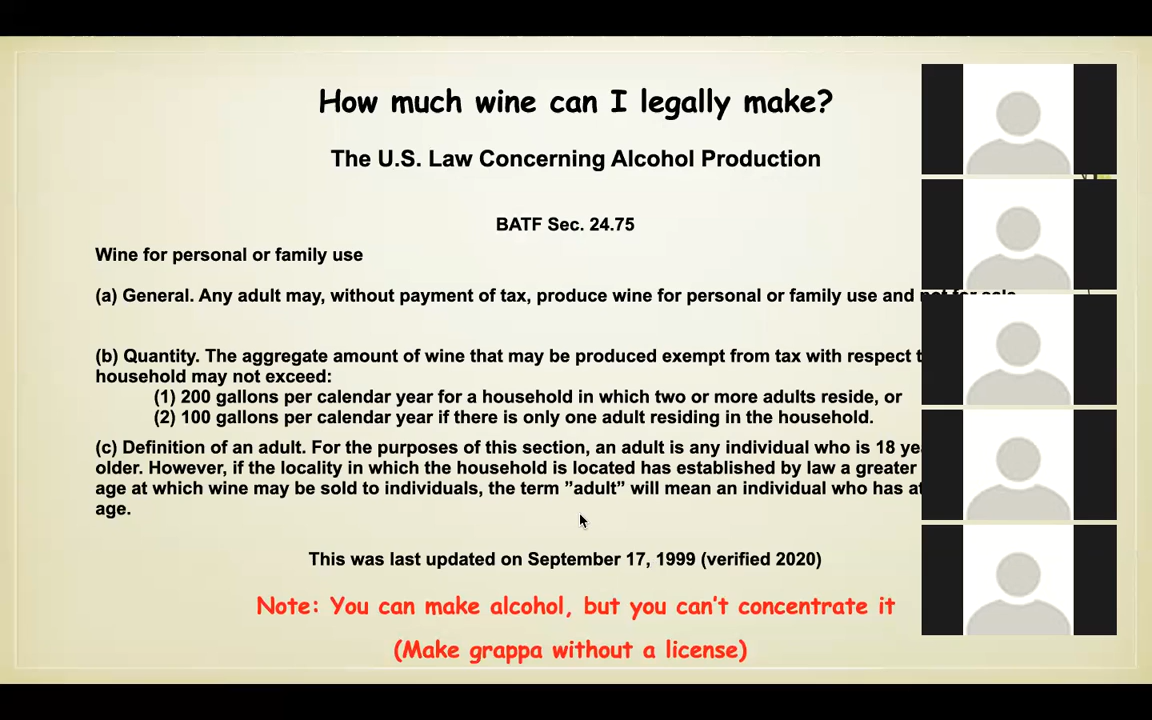 How much wine can I legally make?
The U.S. Law Concerning Alcohol Production
BATF Sec. 24.75
Wine for personal or family use
(a) General. Any adult may, without payment of tax, produce wine for personal or family use and not for sale
(b) Quantity. The aggregate amount of wine that may be produced exempt from tax with respect
household may not exceed:
(1) 200 gallons per calendar year for a household in which two or more adults reside, or
(2) 100 gallons per calendar year if there is only one adult residing in the household.
(c) Definition of an adult. For the purposes of this section, an adult is any individual who is 18
older. However, if the locality in which the household is located has established by law a greater
age at which wine may be sold to individuals, the term ”adult” will mean an individual who has
age.
This was last updated on September 17, 1999 (verified 2020)
Note: You can make alcohol, but you can't concentrate it
(Make grappa without a license)